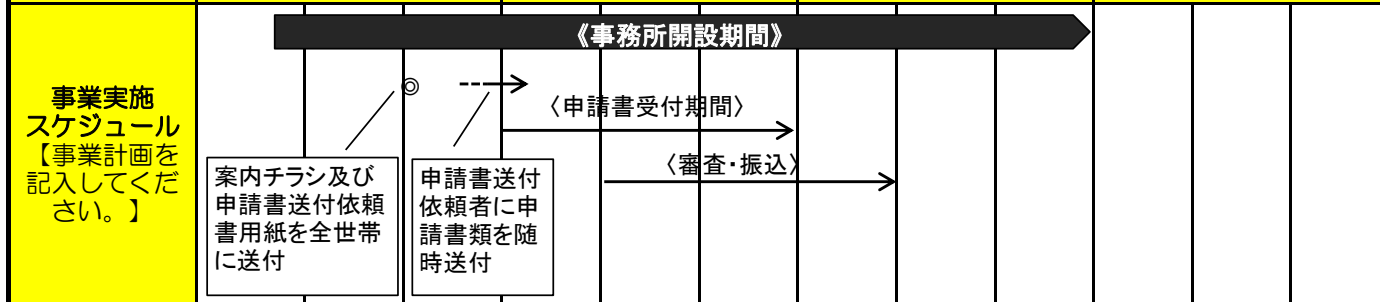 《事務所開設期間》
事業実施
スケジュール
【事業計画を
記入してくだ
さい。】
◎
〈申請書受付期間〉
〈審査・振込〉
案内チラシ及び
申請書送付依頼
書用紙を全世帯
に送付
申請書送付
依頼者に申
請書類を随
時送付